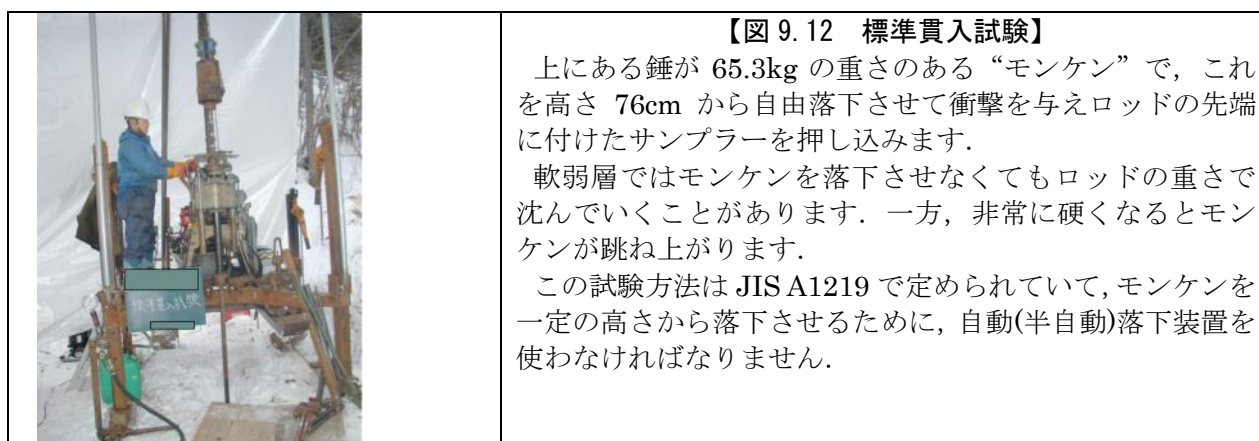 【図 9.12 標準貫入試験】
上にある錘が 65.3kg の重さのある“モンケン”で，これ
を高さ 76cm から自由落下させて衝撃を与えロッドの先端
に付けたサンプラーを押し込みます．
軟弱層ではモンケンを落下させなくてもロッドの重さで
沈んでいくことがあります．一方，非常に硬くなるとモン
ケンが跳ね上がります．
この試験方法は JIS A1219 で定められていて，モンケンを
一定の高さから落下させるために，自動(半自動)落下装置を
使わなければなりません．
標準貫入試験